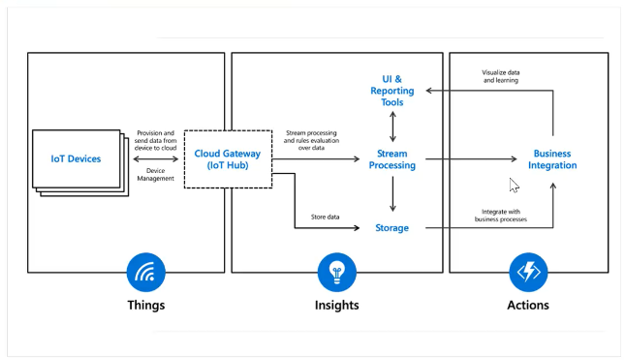 UI &
Reporting
Tools
Visualize data
and learning
Provision and
send data from
device to cloud
Stream processing
and rules evaluation
over data
IoT Devices
Cloud Gateway
(IoT Hub)
Stream
Processing
Business
Integration
Device
Management
Store data
Storage
Integrate with
business processes
Things
Insights
Actions